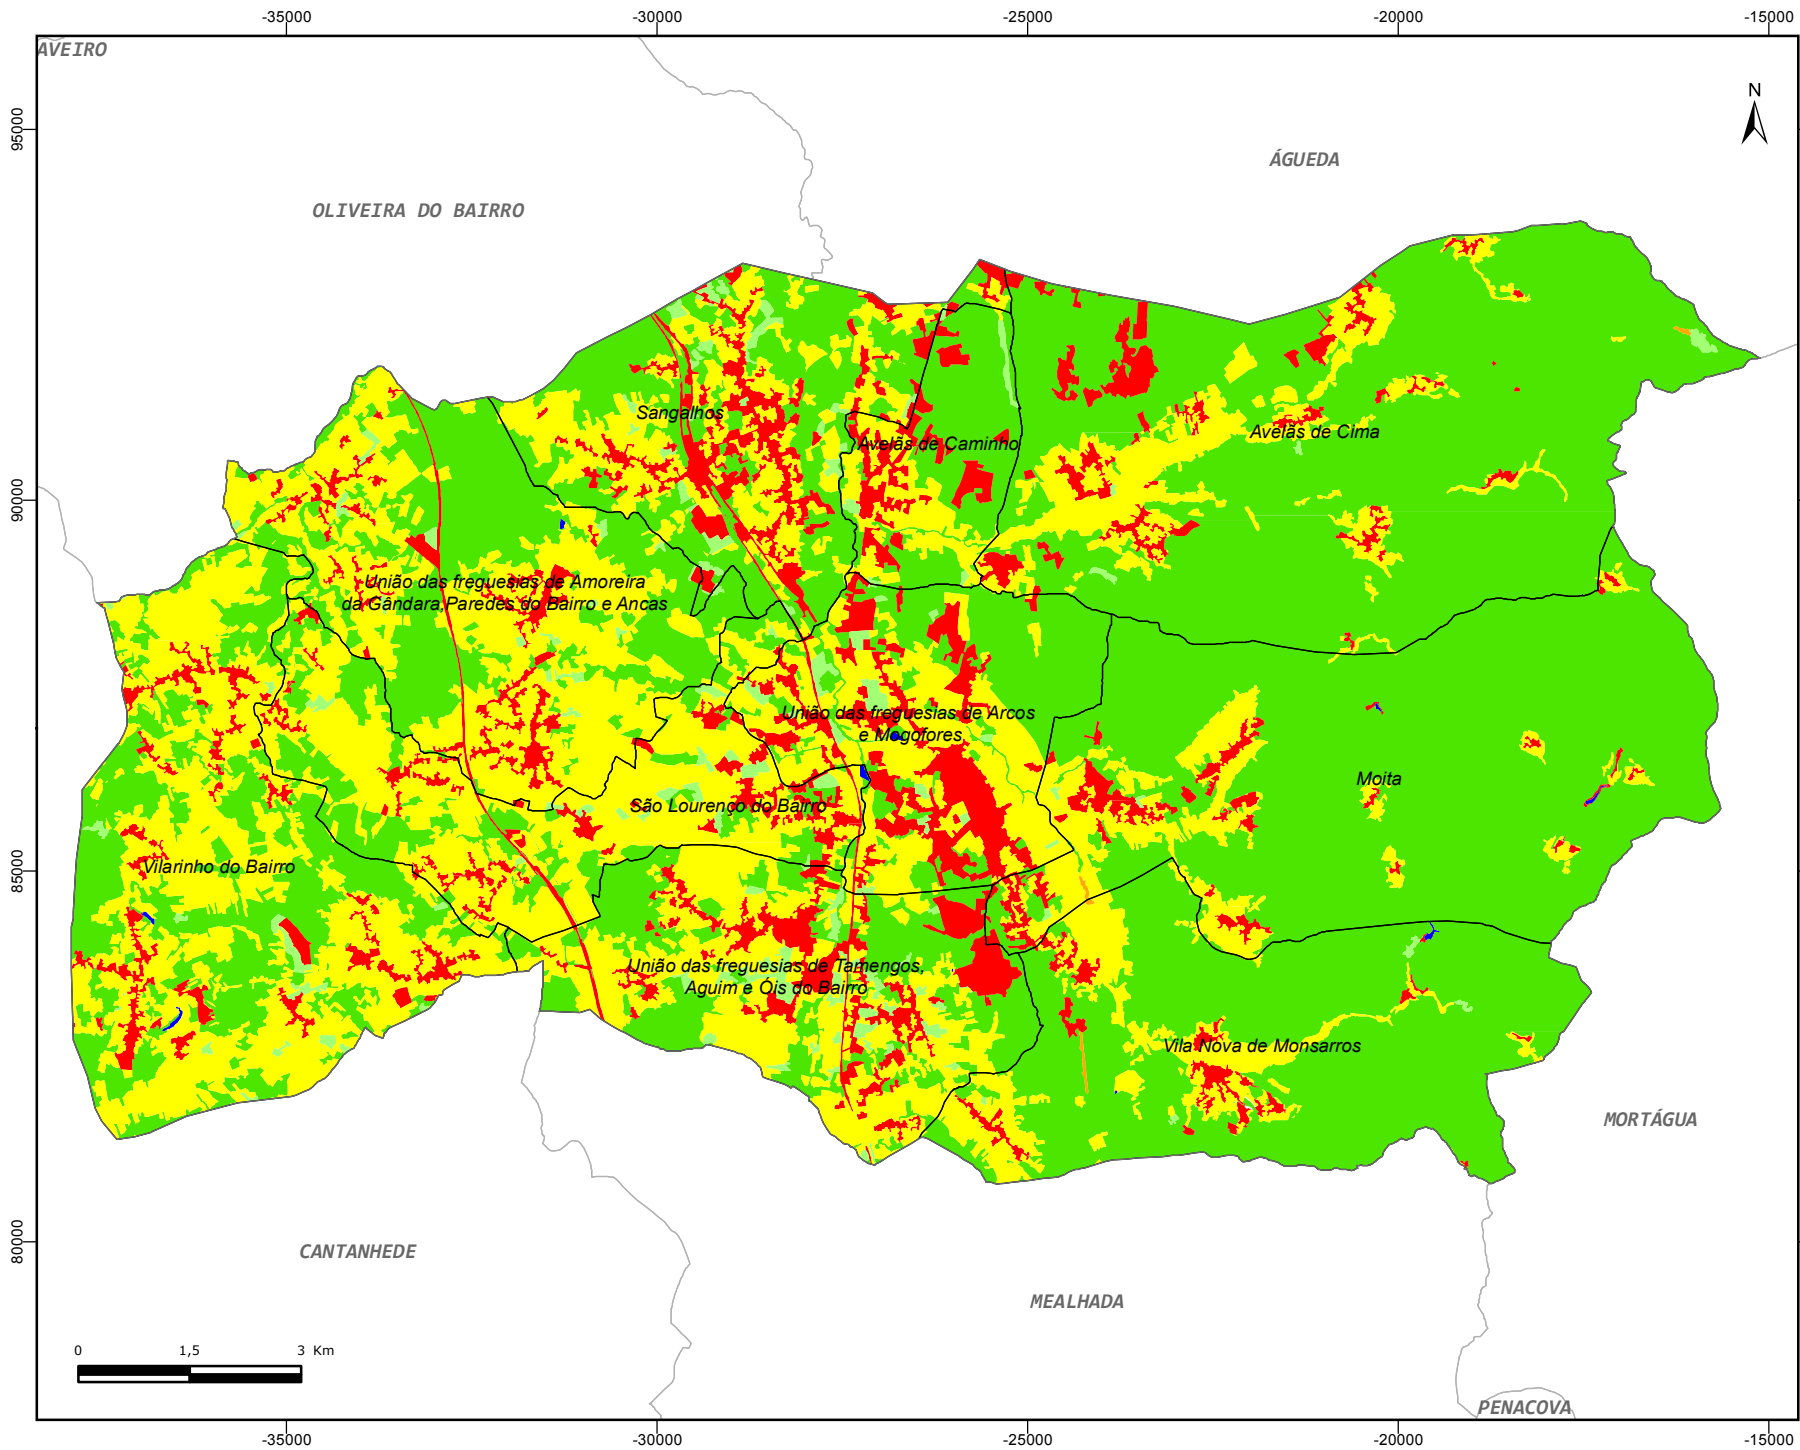 -35000
-30000
-25000
-20000
-15000
AVEIRO
N
95000
ÁGUEDA
OLIVEIRA DO BAIRRO
Sangalhos
Avelãs de Caminho
Avelãs de Cima
90000
União das freguesias de Amoreira
da Gândara,Paredes do Bairro e Ancas
União das freguesias de Arcos
e Mogofores
Moita
São Lourenço do Bairro
Vilarinho do Bairro
85000
União das freguesias de Tamengos,
Aguim e Óis do Bairro
Vila Nova de Monsarros
MORTÁGUA
80000
CANTANHEDE
MEALHADA
0 1,5 3 Km
PENACOVA
-35000
-30000
-25000
-20000
-15000